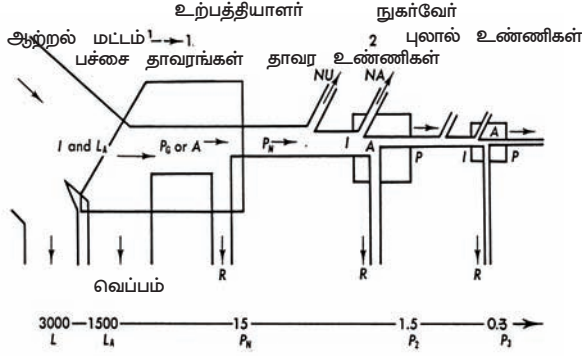 உற்பத்தியாளர் நுகர்வோர்
ஆற்றல் மட்டம் 1 → 1. 2 புலால் உண்ணிகள்
பச்சை தாவரங்கள் தாவர உண்ணிகள்
NU NA
I and LA PG or A PN I A P I A P
R R R
வெப்பம்
3000 1500 15 1.5 0.3
L LA PN P2 P3